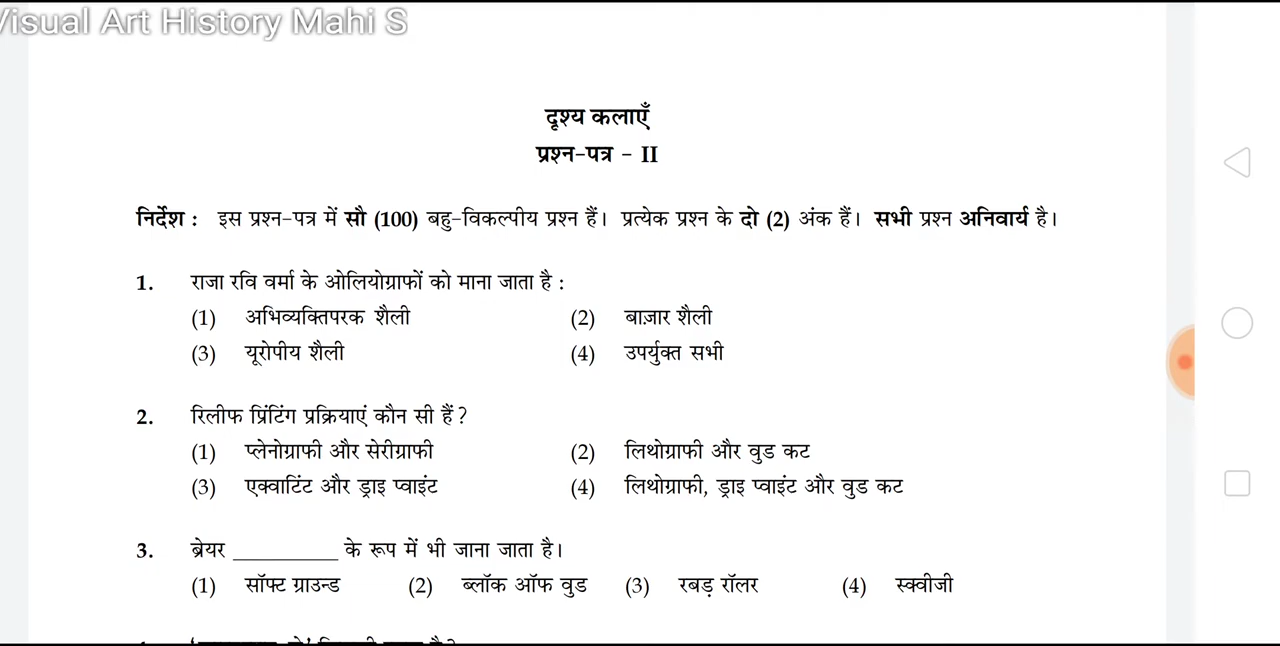 Visual Art History Mahi S
दृश्य कलाएँ
प्रश्न-पत्र - II
निर्देश : इस प्रश्न-पत्र में सौ (100) बहु-विकल्पीय प्रश्न हैं। प्रत्येक प्रश्न के दो (2) अंक हैं। सभी प्रश्न अनिवार्य है।
1. राजा रवि वर्मा के ओलियोग्राफों को माना जाता है :
(1) अभिव्यक्तिपरक शैली (2) बाज़ार शैली
(3) यूरोपीय शैली (4) उपर्युक्त सभी
2. रिलीफ प्रिंटिंग प्रक्रियाएं कौन सी हैं?
(1) प्लेनोग्राफी और सेरीग्राफी (2) लिथोग्राफी और वुड कट
(3) एक्वाटिंट और ड्राइ प्वाइंट (4) लिथोग्राफी, ड्राइ प्वाइंट और वुड कट
3. ब्रेयर __________ के रूप में भी जाना जाता है।
(1) सॉफ्ट ग्राउन्ड (2) ब्लॉक ऑफ वुड (3) रबड़ रॉलर (4) स्क्वीजी